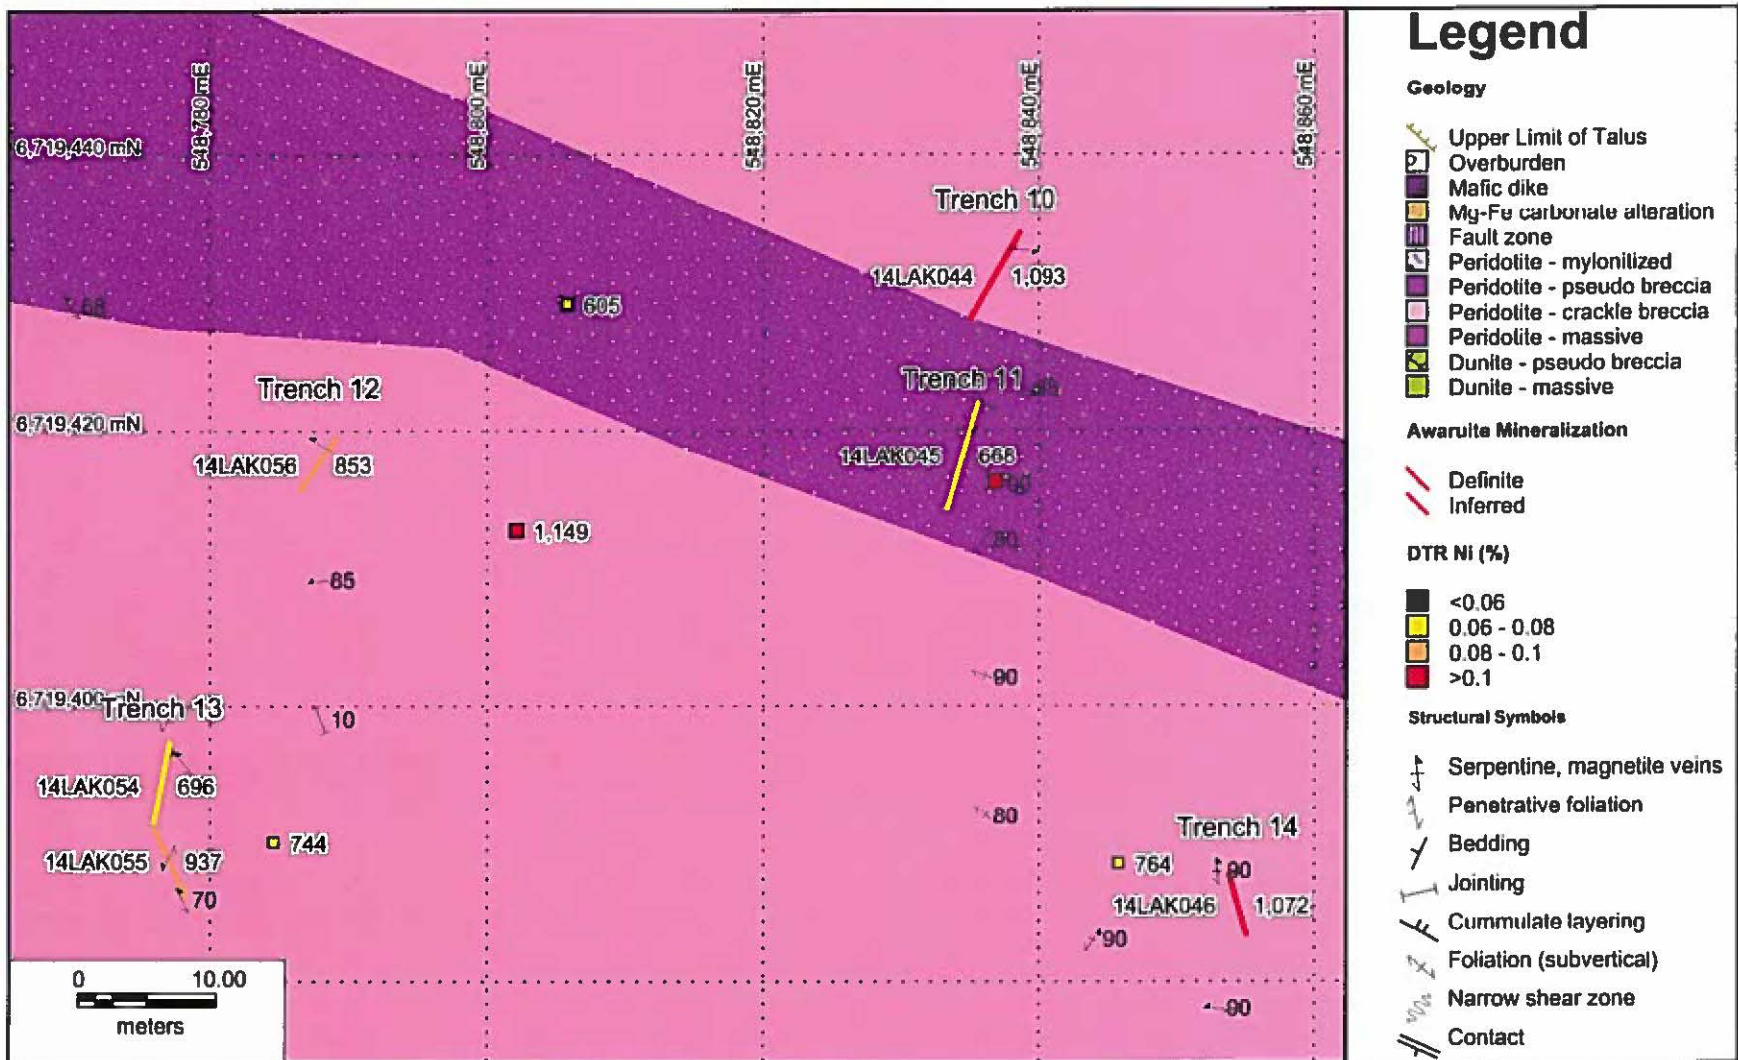 548,780 mE
548,800 mE
548,820 mE
548,840 mE
548,860 mE
6,719,440 mN
Trench 10
14LAK044
1,093
68
605
Trench 12
Trench 11
6,719,420 mN
14LAK056
853
14LAK045
668
1,149
80
85
90
6,719,400 mN
Trench 13
10
14LAK054
696
80
Trench 14
744
14LAK055
937
764
90
70
14LAK046
1,072
90
90
0
10.00
meters
Legend
Geology
Upper Limit of Talus
Overburden
Mafic dike
Mg-Fe carbonate alteration
Fault zone
Peridotite - mylonilized
Peridotite - pseudo breccia
Peridotite - crackle breccia
Peridotite - massive
Dunite - pseudo breccia
Dunite - massive
Awaruite Mineralization
Definite
Inferred
DTR Ni (%)
<0.06
0.06 - 0.08
0.08 - 0.1
>0.1
Structural Symbols
Serpentine, magnetite veins
Penetrative foliation
Bedding
Jointing
Cummulate layering
Foliation (subvertical)
Narrow shear zone
Contact